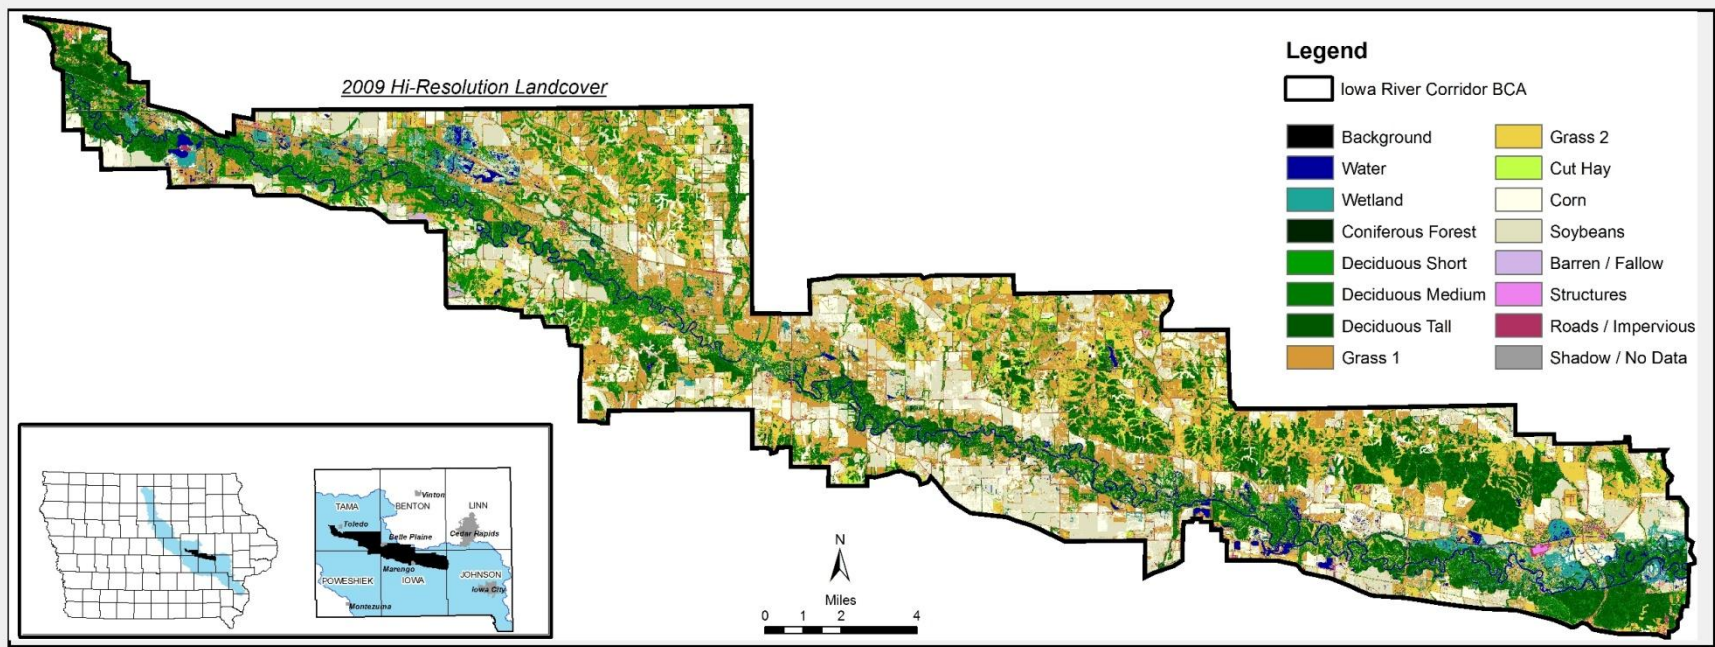 2009 Hi-Resolution Landcover
Legend
Iowa River Corridor BCA
Background
Water
Wetland
Coniferous Forest
Deciduous Short
Deciduous Medium
Deciduous Tall
Grass 1
Grass 2
Cut Hay
Corn
Soybeans
Barren / Fallow
Structures
Roads / Impervious
Shadow / No Data
TAMA
Toledo
BENTON
Vinton
LINN
Cedar Rapids
Belle Plaine
Marengo
POWESHIEK
IOWA
JOHNSON
Iowa City
Montezuma
N
Miles
0 1 2 4